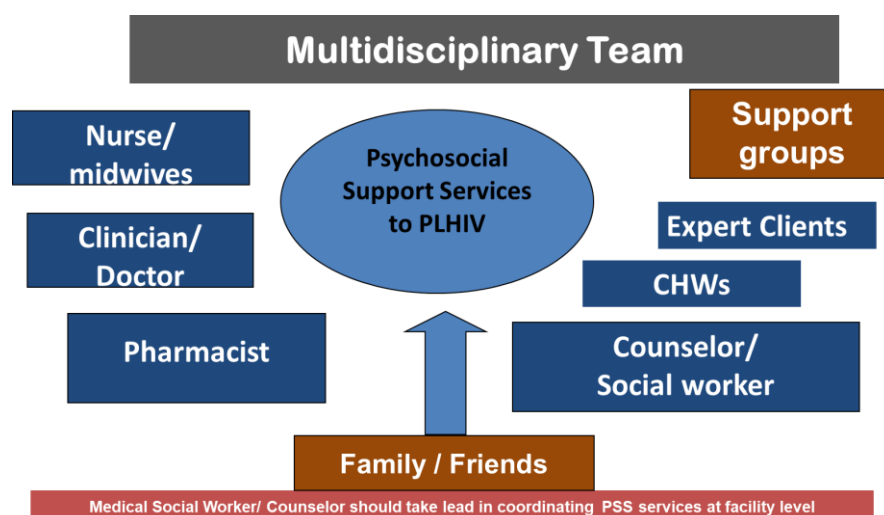 Multidisciplinary Team
Nurse/
midwives
Clinician/
Doctor
Pharmacist
Psychosocial
Support Services
to PLHIV
Support
groups
Expert Clients
CHWs
Counselor/
Social worker
Family / Friends
Medical Social Worker/ Counselor should take lead in coordinating PSS services at facility level